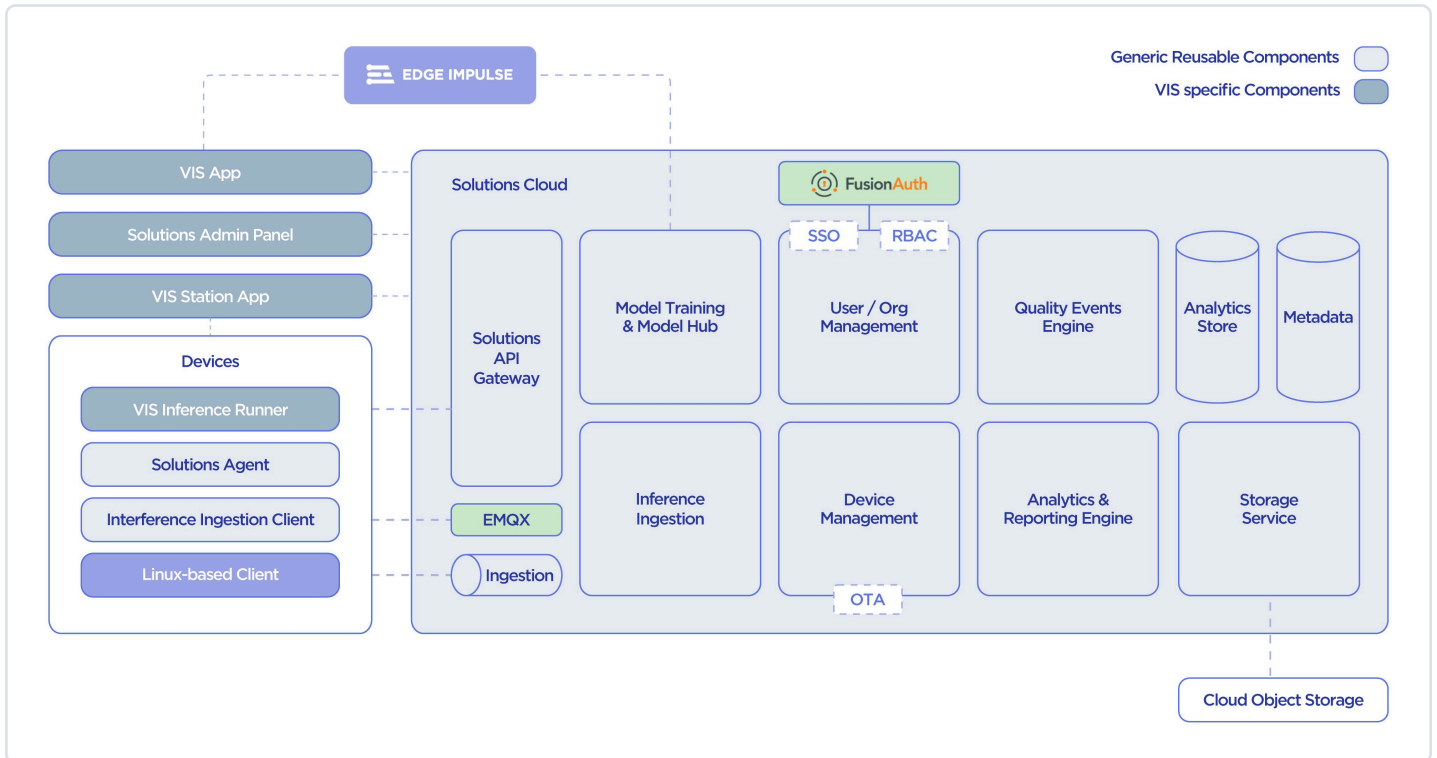 EDGE IMPULSE
Generic Reusable Components
VIS specific Components
VIS App
Solutions Admin Panel
VIS Station App
Devices
VIS Inference Runner
Solutions Agent
Interference Ingestion Client
Linux-based Client
Solutions Cloud
FusionAuth
SSO
RBAC
Solutions
API
Gateway
EMQX
Ingestion
Model Training
& Model Hub
User / Org
Management
Quality Events
Engine
Analytics
Store
Metadata
Inference
Ingestion
Device
Management
OTA
Analytics &
Reporting Engine
Storage
Service
Cloud Object Storage